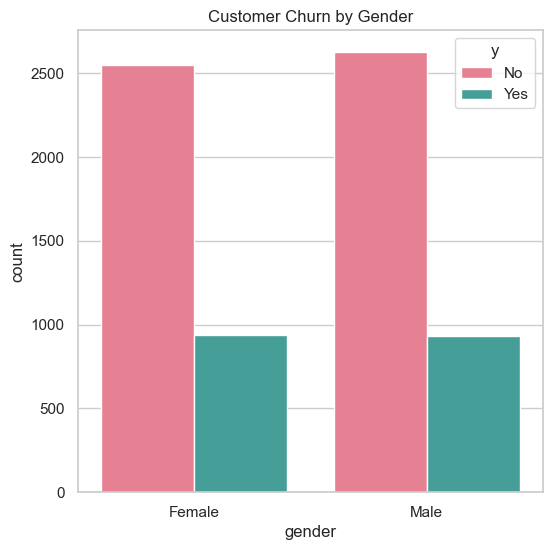 Customer Churn by Gender
y
No
Yes
2500
2000
1500
1000
500
0
count
Female
Male
gender